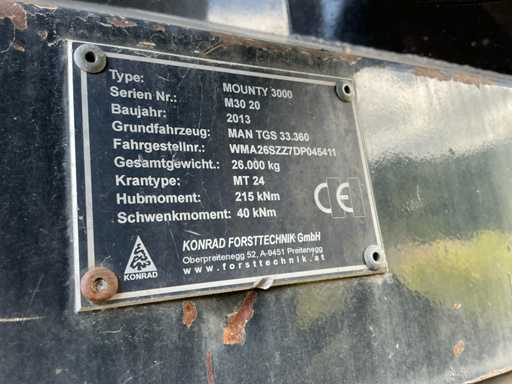 Type: MOUNTY 3000
Serien Nr.: M30 20
Baujahr: 2013
Grundfahrzeug: MAN TGS 33.360
Fahrgestellnr.: WMA26SZZ7DP045411
Gesamtgewicht.: 26.000 kg
Krantype: MT 24
Hubmoment: 215 kNm
Schwenkmoment: 40 kNm
CE
KONRAD
KONRAD FORSTTECHNIK GmbH
Oberpreitenegg 52, A-9451 Preitenegg
www.forsttechnik.at